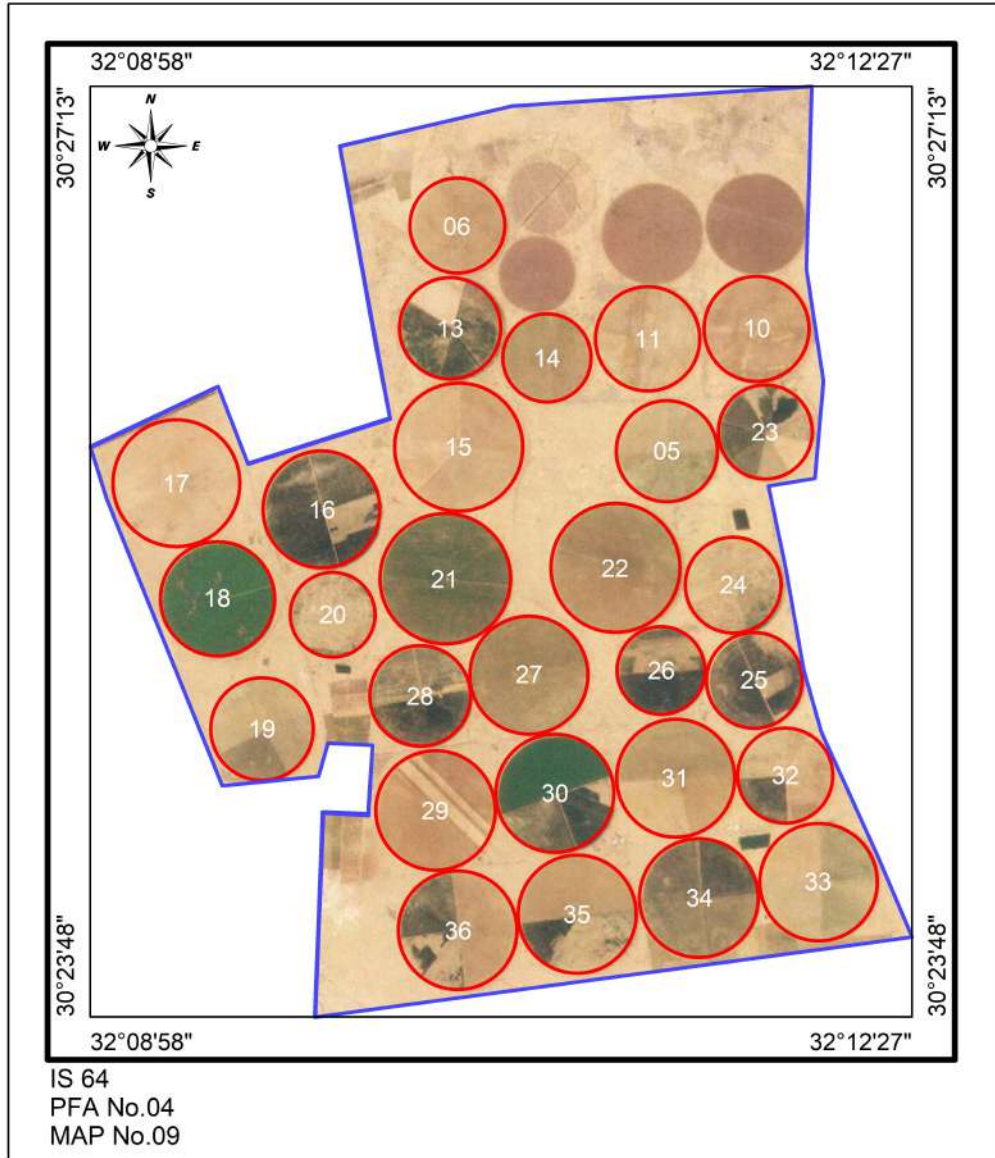 32°08'58" 32°12'27"
30°27'13" 30°27'13"
N
W E
S
06
13 14 11 10
15 05 23
17 16
18 20 21 22 24
19 28 27 26 25
29 30 31 32
36 35 34 33
30°23'48" 30°23'48"
32°08'58" 32°12'27"
IS 64
PFA No.04
MAP No.09